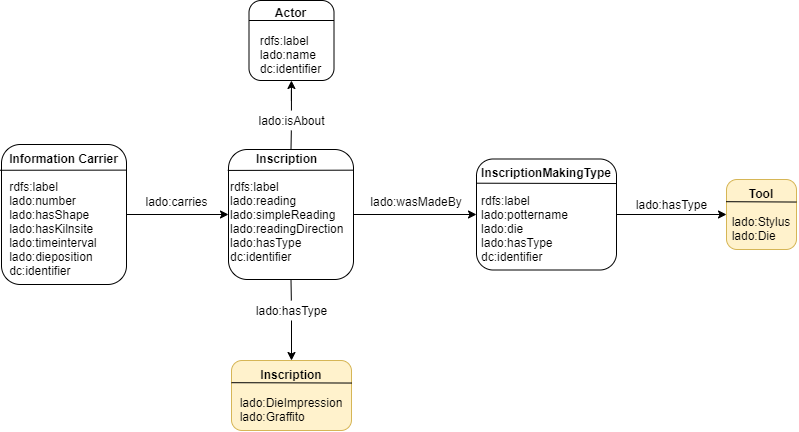 Actor
rdfs:label
lado:name
dc:identifier
lado:isAbout
Information Carrier
rdfs:label
lado:number
lado:hasShape
lado:hasKilnsite
lado:timeinterval
lado:dieposition
dc:identifier
lado:carries
Inscription
rdfs:label
lado:reading
lado:simpleReading
lado:readingDirection
lado:hasType
dc:identifier
lado:wasMadeBy
InscriptionMakingType
rdfs:label
lado:pottername
lado:die
lado:hasType
dc:identifier
lado:hasType
Tool
lado:Stylus
lado:Die
lado:hasType
Inscription
lado:DieImpression
lado:Graffito